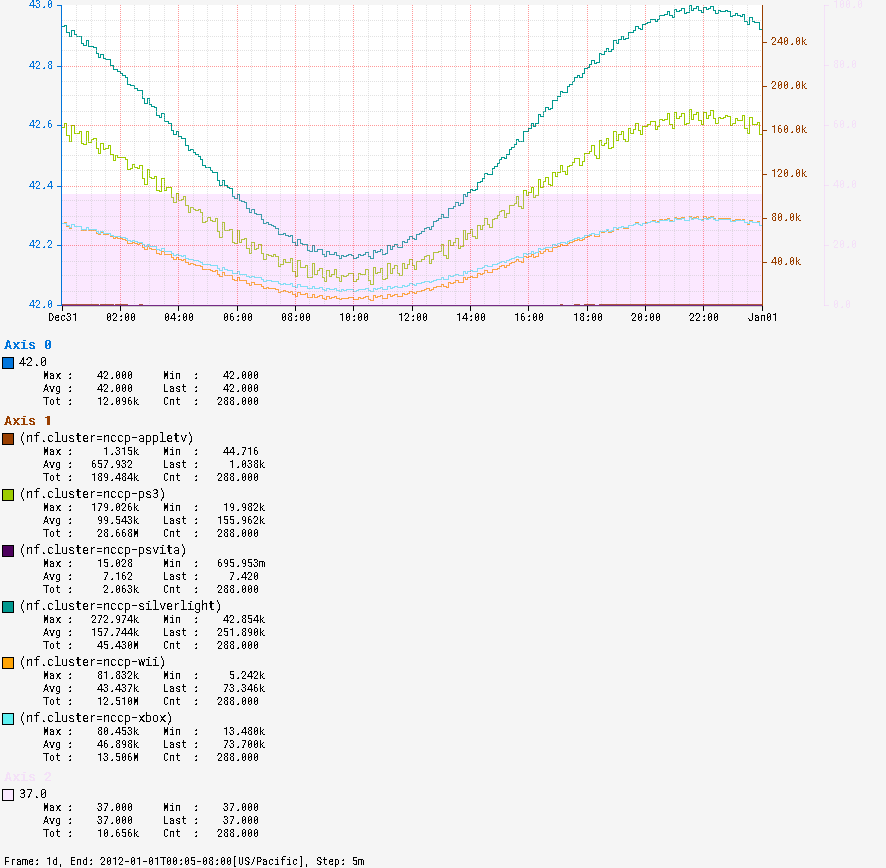 43.0
42.8
42.6
42.4
42.2
42.0
240.0k
200.0k
160.0k
120.0k
80.0k
40.0k
100.0
80.0
60.0
40.0
20.0
0.0
Dec31 02:00 04:00 06:00 08:00 10:00 12:00 14:00 16:00 18:00 20:00 22:00 Jan01
Axis 0
42.0
Max : 42.000 Min : 42.000
Avg : 42.000 Last : 42.000
Tot : 12.096k Cnt : 288.000
Axis 1
(nf.cluster=nccp-appletv)
Max : 1.315k Min : 44.716
Avg : 657.932 Last : 1.038k
Tot : 189.484k Cnt : 288.000
(nf.cluster=nccp-ps3)
Max : 179.026k Min : 19.982k
Avg : 99.543k Last : 155.962k
Tot : 28.668M Cnt : 288.000
(nf.cluster=nccp-psvita)
Max : 15.028 Min : 695.953m
Avg : 7.162 Last : 7.420
Tot : 2.063k Cnt : 288.000
(nf.cluster=nccp-silverlight)
Max : 272.974k Min : 42.854k
Avg : 157.744k Last : 251.890k
Tot : 45.430M Cnt : 288.000
(nf.cluster=nccp-wii)
Max : 81.832k Min : 5.242k
Avg : 43.437k Last : 73.346k
Tot : 12.510M Cnt : 288.000
(nf.cluster=nccp-xbox)
Max : 80.453k Min : 13.480k
Avg : 46.898k Last : 73.700k
Tot : 13.506M Cnt : 288.000
Axis 2
37.0
Max : 37.000 Min : 37.000
Avg : 37.000 Last : 37.000
Tot : 10.656k Cnt : 288.000
Frame: 1d, End: 2012-01-01T00:05-08:00[US/Pacific], Step: 5m